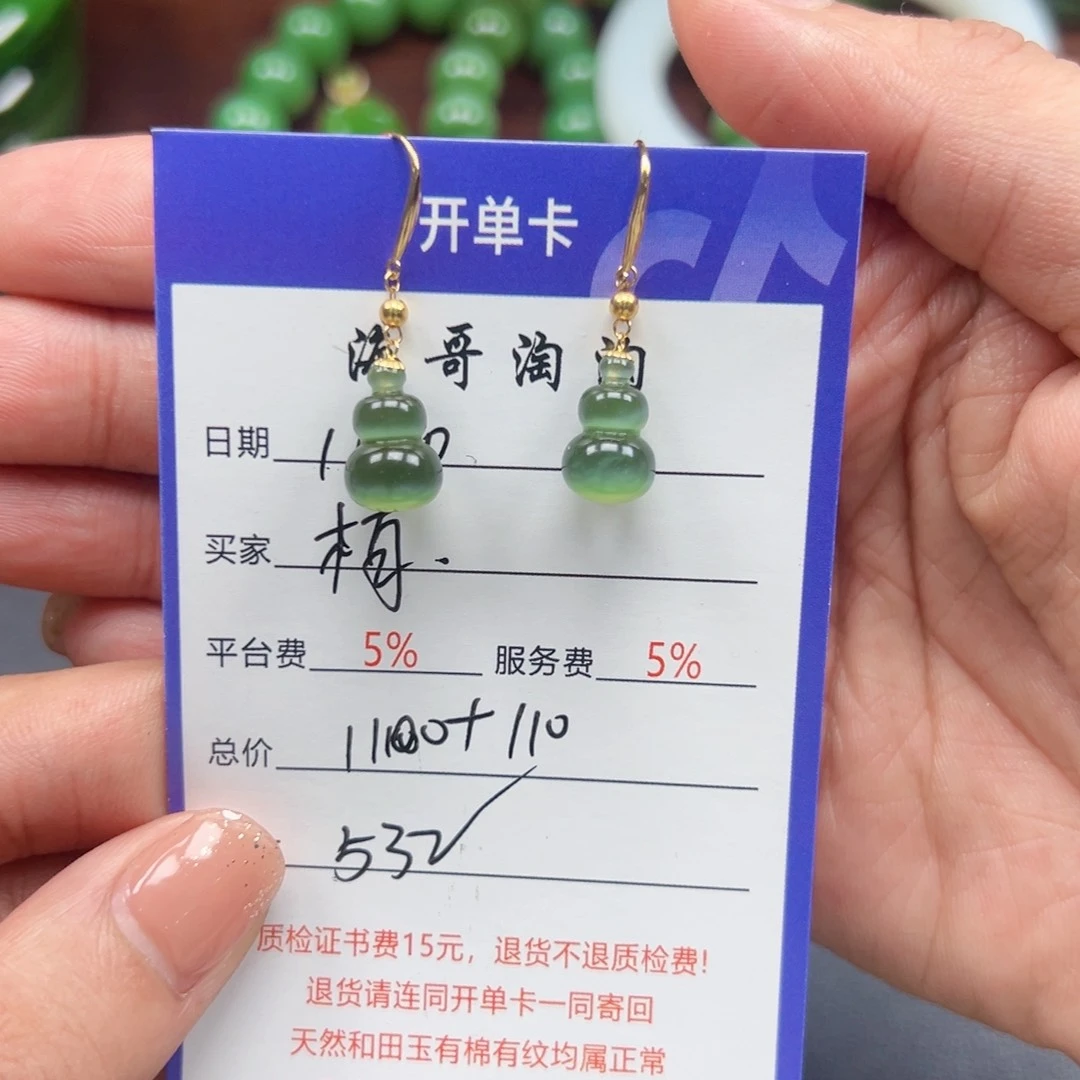 开单卡
哥淘
日期
买家
平台费 5% 服务费 5%
总价 1100+110
532
质检证书费15元，退货不退质检费!
退货请连同开单卡一同寄回
天然和田玉有棉有纹均属正常